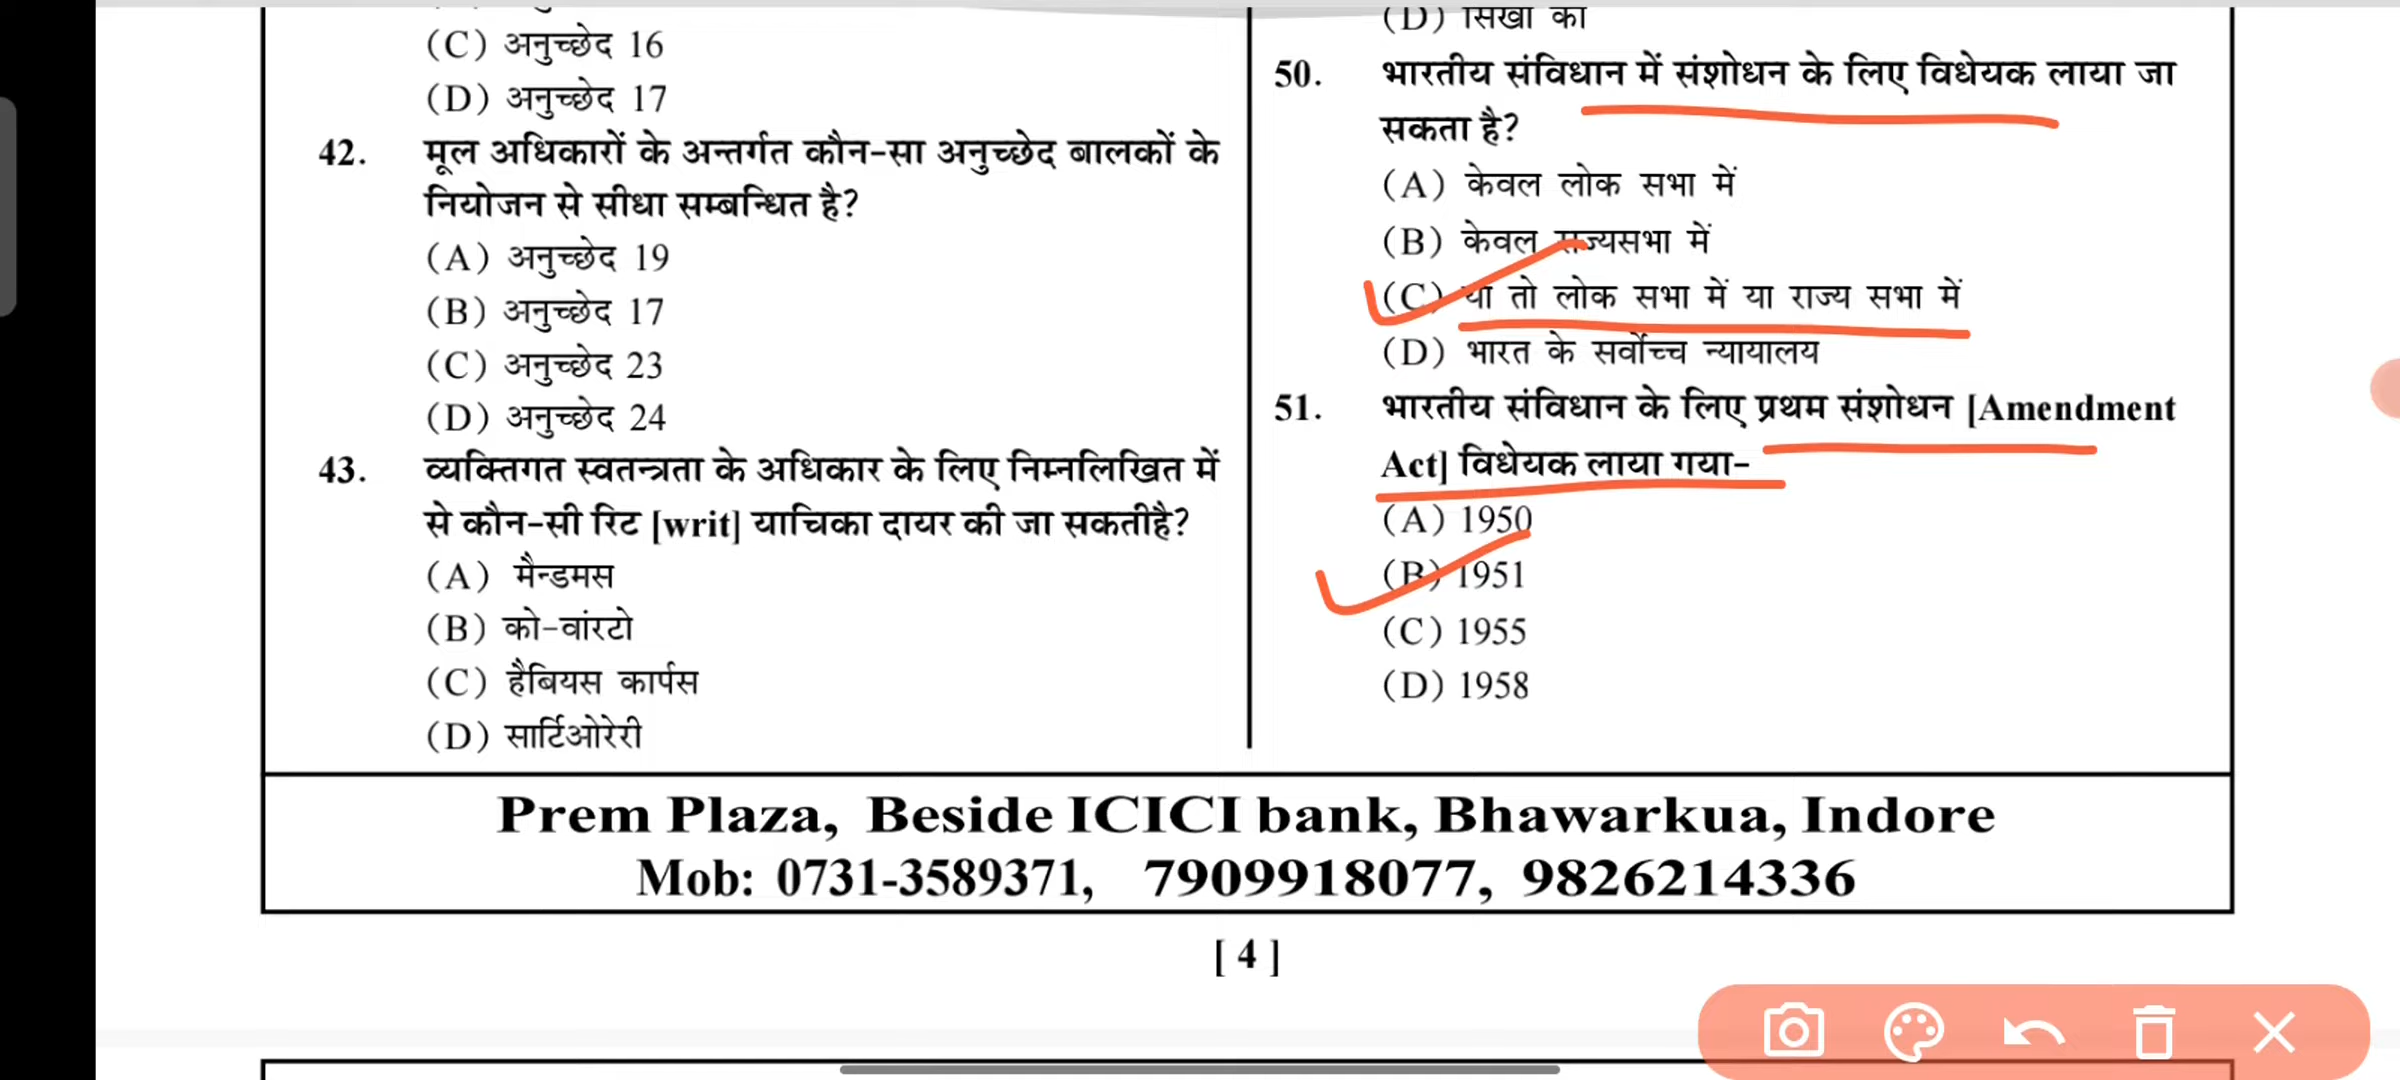 (C) अनुच्छेद 16
(D) अनुच्छेद 17
42. मूल अधिकारों के अन्तर्गत कौन-सा अनुच्छेद बालकों के
नियोजन से सीधा सम्बन्धित है?
(A) अनुच्छेद 19
(B) अनुच्छेद 17
(C) अनुच्छेद 23
(D) अनुच्छेद 24
43. व्यक्तिगत स्वतन्त्रता के अधिकार के लिए निम्नलिखित में
से कौन-सी रिट [writ] याचिका दायर की जा सकतीहै?
(A) मैन्डमस
(B) को-वांरटो
(C) हैबियस कार्पस
(D) सार्टिओरेरी
(D) सिखों की
50. भारतीय संविधान में संशोधन के लिए विधेयक लाया जा
सकता है?
(A) केवल लोक सभा में
(B) केवल राज्यसभा में
(C) या तो लोक सभा में या राज्य सभा में
(D) भारत के सर्वोच्च न्यायालय
51. भारतीय संविधान के लिए प्रथम संशोधन [Amendment
Act] विधेयक लाया गया-
(A) 1950
(B) 1951
(C) 1955
(D) 1958
Prem Plaza, Beside ICICI bank, Bhawarkua, Indore
Mob: 0731-3589371, 7909918077, 9826214336
[ 4 ]